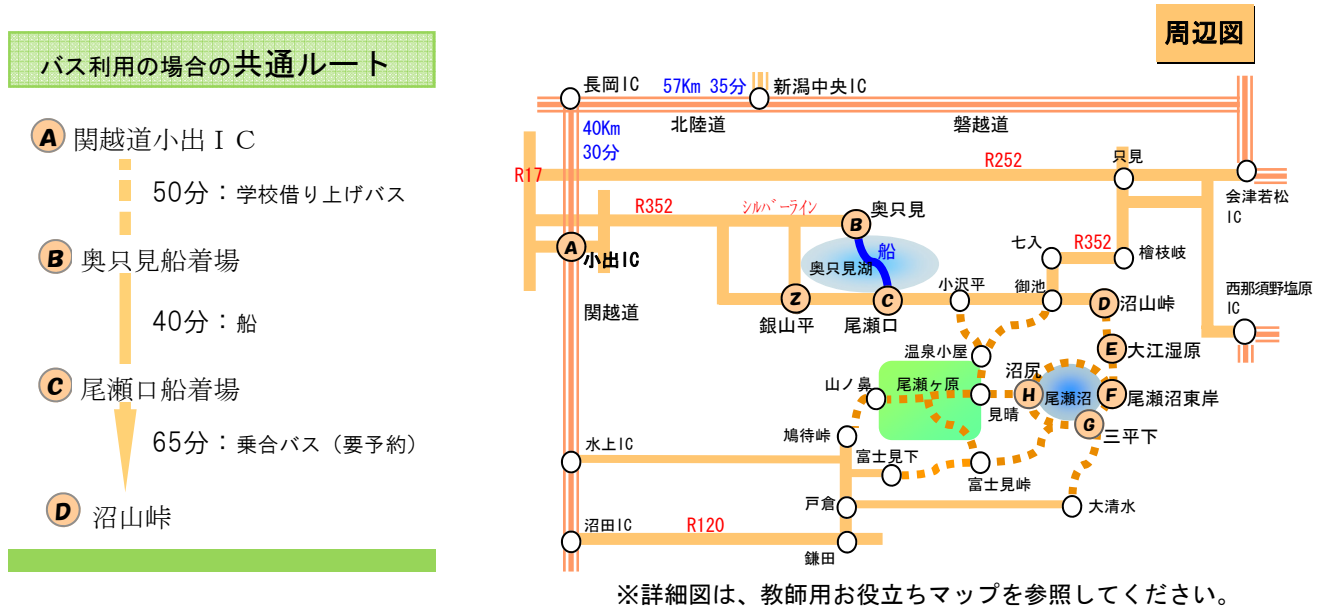 バス利用の場合の共通ルート
A 関越道小出ＩＣ
50分：学校借り上げバス
B 奥只見船着場
40分：船
C 尾瀬口船着場
65分：乗合バス（要予約）
D 沼山峠
周辺図
長岡IC
57Km 35分
新潟中央IC
北陸道
磐越道
40Km
30分
R17
R252
只見
会津若松
IC
R352
シルバーライン
奥只見
B
A
小出IC
船
奥只見湖
七入
R352
檜枝岐
関越道
Z
銀山平
C
尾瀬口
小沢平
御池
D
沼山峠
西那須野塩原
IC
E
大江湿原
温泉小屋
沼尻
山ノ鼻
尾瀬ヶ原
見晴
H
尾瀬沼
F
尾瀬沼東岸
G
三平下
鳩待峠
水上IC
富士見下
富士見峠
戸倉
大清水
沼田IC
R120
鎌田
※詳細図は、教師用お役立ちマップを参照してください。